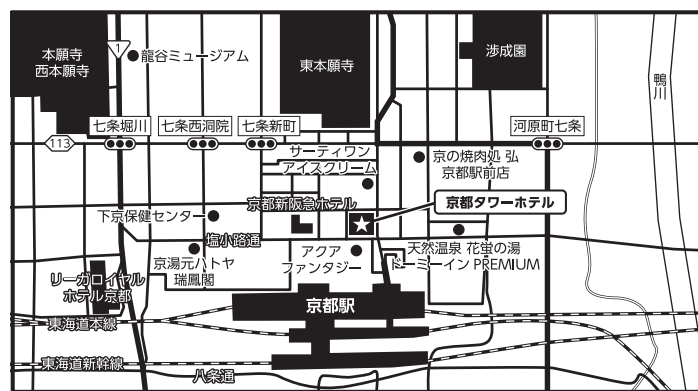 本願寺
西本願寺
1
龍谷ミュージアム
東本願寺
渉成園
鴨川
113
七条堀川
七条西洞院
七条新町
河原町七条
サーティワン
アイスクリーム
京の焼肉処 弘
京都駅前店
京都新阪急ホテル
京都タワーホテル
下京保健センター
塩小路通
京湯元ハトヤ
瑞鳳閣
アクア
ファンタジー
天然温泉 花蛍の湯
ドーミーイン PREMIUM
リーガロイヤル
ホテル京都
京都駅
東海道本線
東海道新幹線
八条通